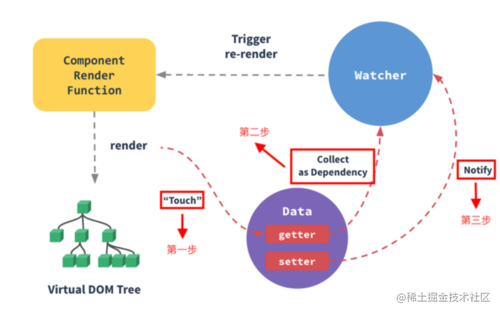 Trigger
re-render
Component
Render
Function
Watcher
render
第二步
Collect
as Dependency
Notify
"Touch"
Data
getter
第三步
第一步
setter
Virtual DOM Tree
@稀土掘金技术社区